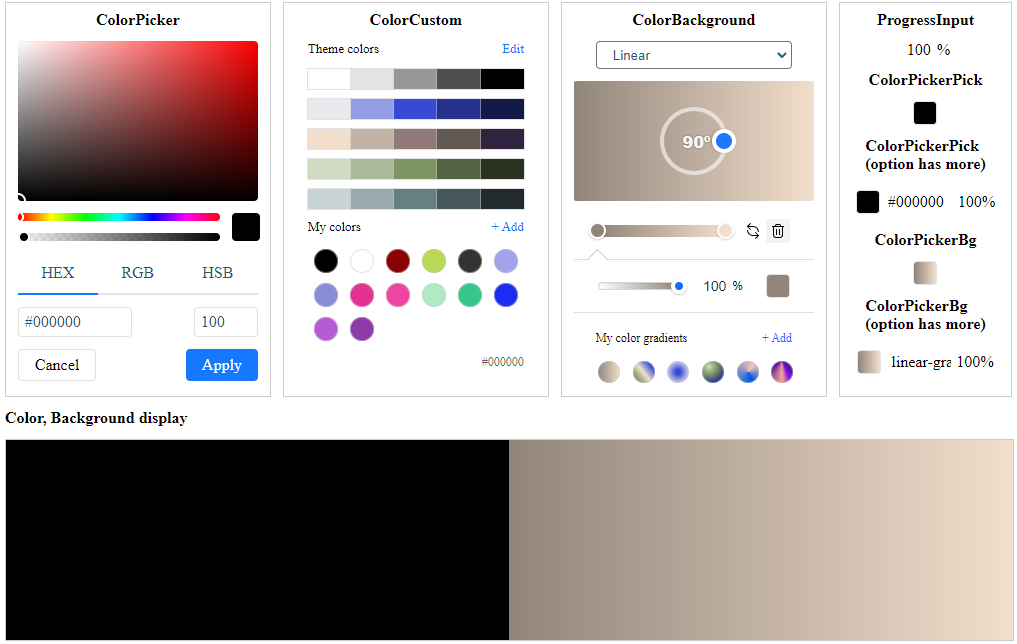 ColorPicker
HEX RGB HSB
#000000 100
Cancel Apply
ColorCustom
Theme colors Edit
My colors + Add
#000000
ColorBackground
Linear
90º
100 %
My color gradients + Add
ProgressInput
100 %
ColorPickerPick
ColorPickerPick
(option has more)
#000000 100%
ColorPickerBg
ColorPickerBg
(option has more)
linear-gra 100%
Color, Background display